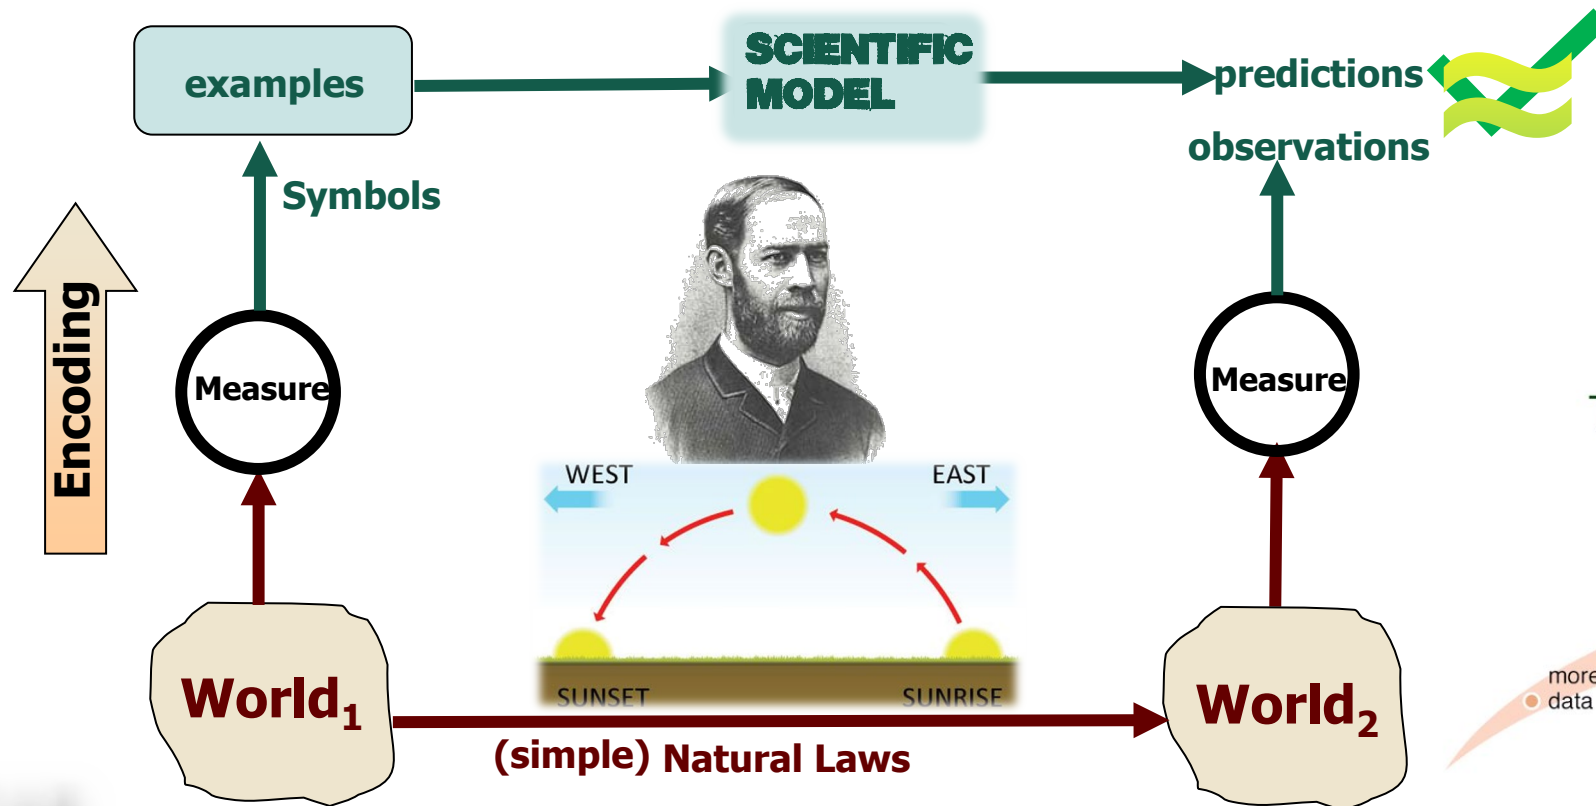 examples
SCIENTIFIC
MODEL
predictions
observations
Symbols
Encoding
Measure
Measure
WEST
EAST
SUNSET
SUNRISE
World₁
World₂
(simple) Natural Laws
more
data